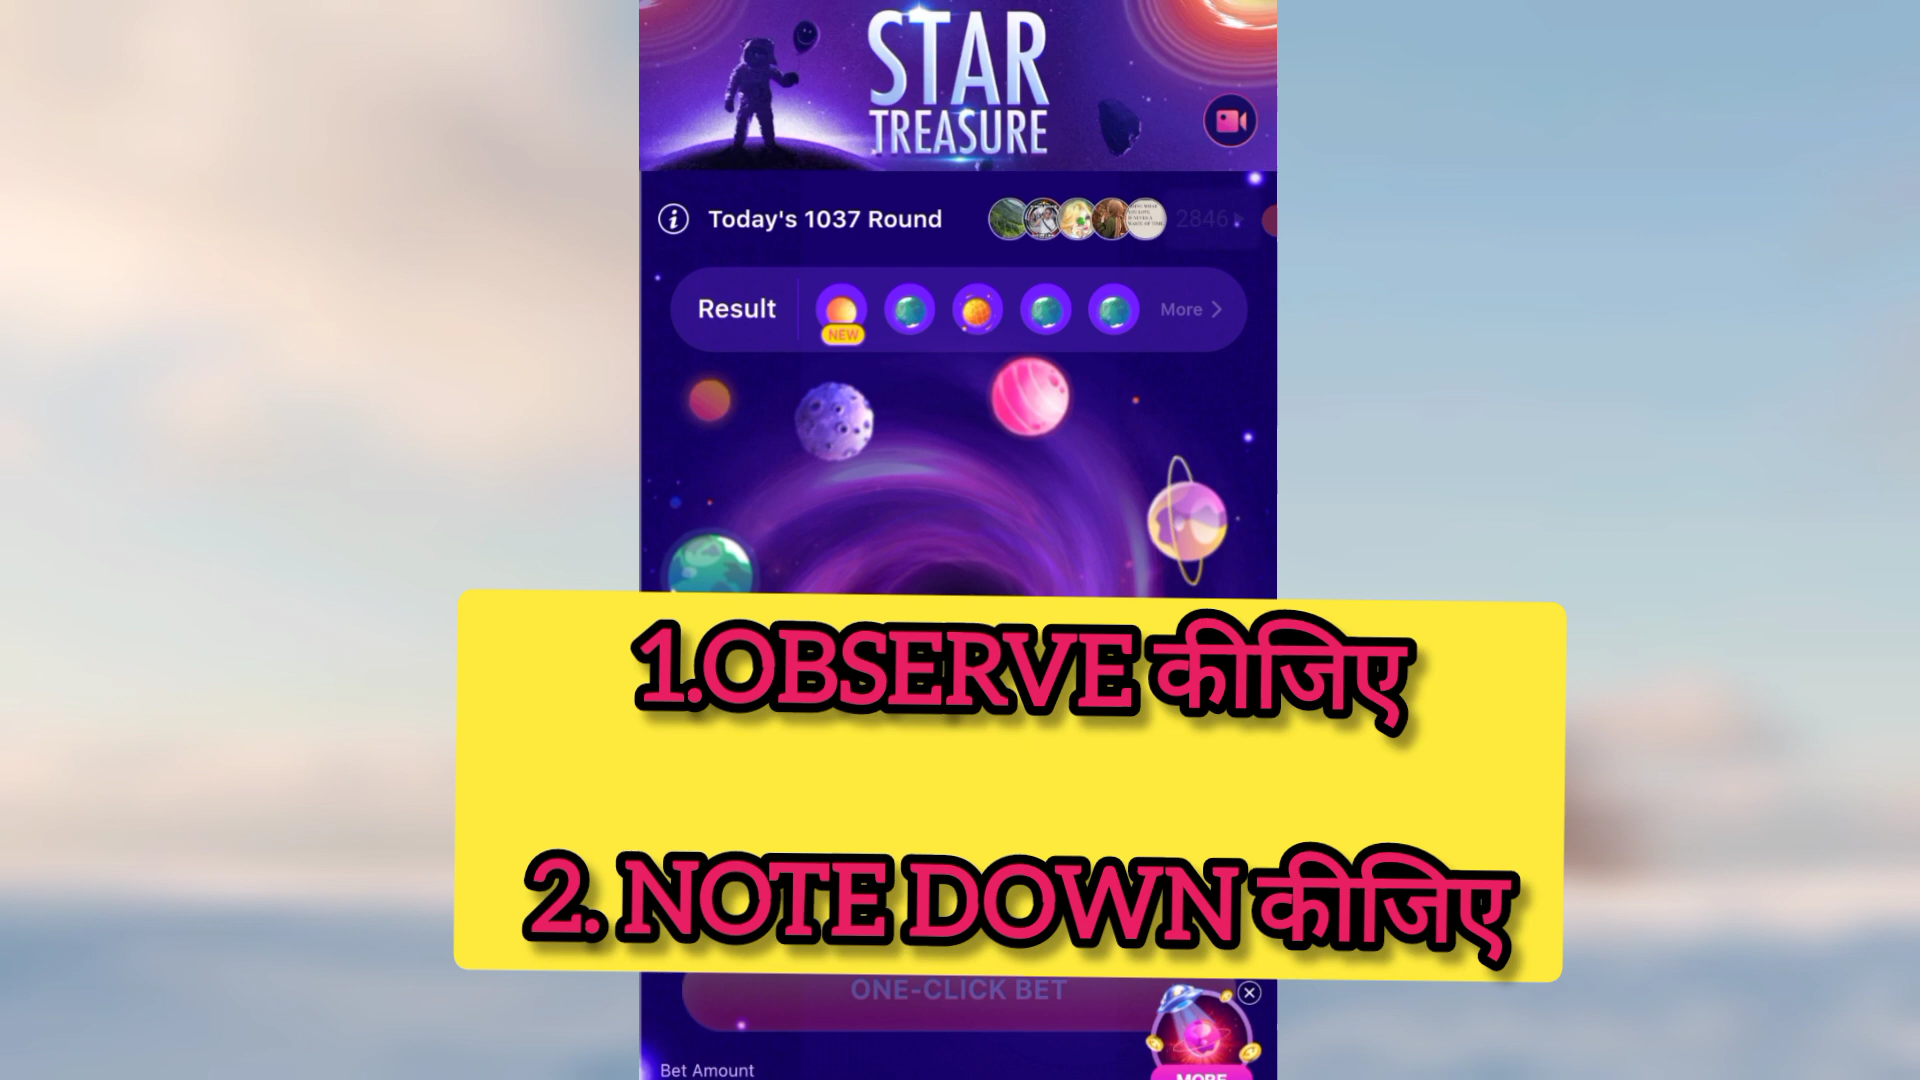 STAR
TREASURE
Today's 1037 Round
2846
Result
NEW
More
1.OBSERVE कीजिए
2. NOTE DOWN कीजिए
ONE-CLICK BET
Bet Amount
MORE